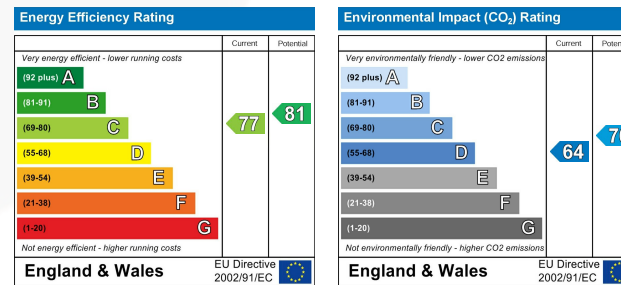 Energy Efficiency Rating
Current Potential
Very energy efficient - lower running costs
(92 plus) A
(81-91) B
(69-80) C
(55-68) D
(39-54) E
(21-38) F
(1-20) G
77
81
Not energy efficient - higher running costs
England & Wales
EU Directive
2002/91/EC
Environmental Impact (CO₂) Rating
Current Poten
Very environmentally friendly - lower CO2 emissions
(92 plus) A
(81-91) B
(69-80) C
(55-68) D
(39-54) E
(21-38) F
(1-20) G
64
Not environmentally friendly - higher CO2 emissions
England & Wales
EU Directive
2002/91/EC